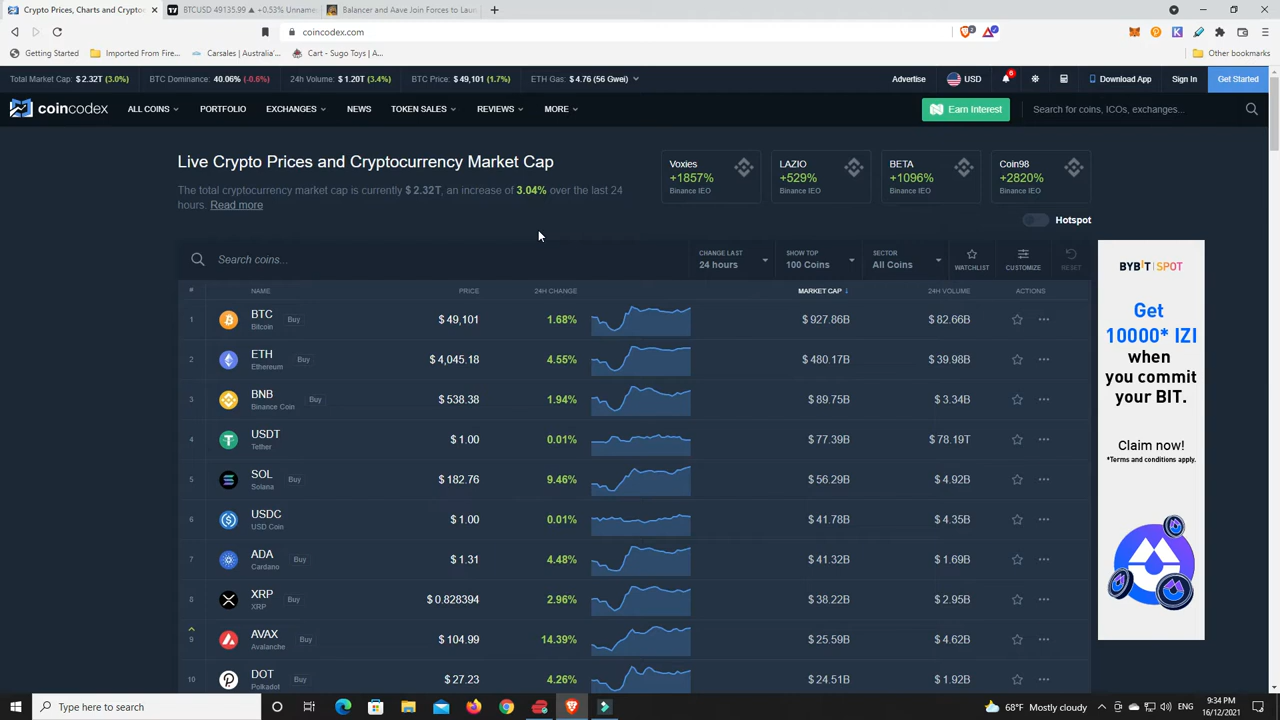 Crypto Prices, Charts and Cryptoc
BTCUSD 49135.99 ▲ +0.53% Unname
Balancer and Aave Join Forces to Laun
coincodex.com
Getting Started
Imported From Fire...
Carsales | Australia'...
Cart - Sugo Toys | A...
Other bookmarks
Total Market Cap: $ 2.32T (3.0%) BTC Dominance: 40.06% (-0.6%) 24h Volume: $ 1.20T (3.4%) BTC Price: $ 49,101 (1.7%) ETH Gas: $ 4.76 (56 Gwei) Advertise USD 6 Download App Sign In Get Started
coincodex ALL COINS PORTFOLIO EXCHANGES NEWS TOKEN SALES REVIEWS MORE Earn Interest Search for coins, ICOs, exchanges...
Live Crypto Prices and Cryptocurrency Market Cap
The total cryptocurrency market cap is currently $ 2.32T, an increase of 3.04% over the last 24
hours. Read more
Voxies
+1857%
Binance IEO
LAZIO
+529%
Binance IEO
BETA
+1096%
Binance IEO
Coin98
+2820%
Binance IEO
Hotspot
Search coins...
CHANGE LAST
24 hours
SHOW TOP
100 Coins
SECTOR
All Coins
WATCHLIST
CUSTOMIZE
RESET
# NAME PRICE 24H CHANGE MARKET CAP ↓ 24H VOLUME ACTIONS
1 BTC Buy $ 49,101 1.68% $ 927.86B $ 82.66B
Bitcoin
2 ETH Buy $ 4,045.18 4.55% $ 480.17B $ 39.98B
Ethereum
3 BNB Buy $ 538.38 1.94% $ 89.75B $ 3.34B
Binance Coin
4 USDT $ 1.00 0.01% $ 77.39B $ 78.19T
Tether
5 SOL Buy $ 182.76 9.46% $ 56.29B $ 4.92B
Solana
6 USDC $ 1.00 0.01% $ 41.78B $ 4.35B
USD Coin
7 ADA Buy $ 1.31 4.48% $ 41.32B $ 1.69B
Cardano
8 XRP Buy $ 0.828394 2.96% $ 38.22B $ 2.95B
XRP
9 AVAX Buy $ 104.99 14.39% $ 25.59B $ 4.62B
Avalanche
10 DOT Buy $ 27.23 4.26% $ 24.51B $ 1.92B
Polkadot
BYBIT | SPOT
Get
10000* IZI
when
you commit
your BIT.
Claim now!
*Terms and conditions apply.
Type here to search
68°F Mostly cloudy
ENG
9:34 PM
16/12/2021